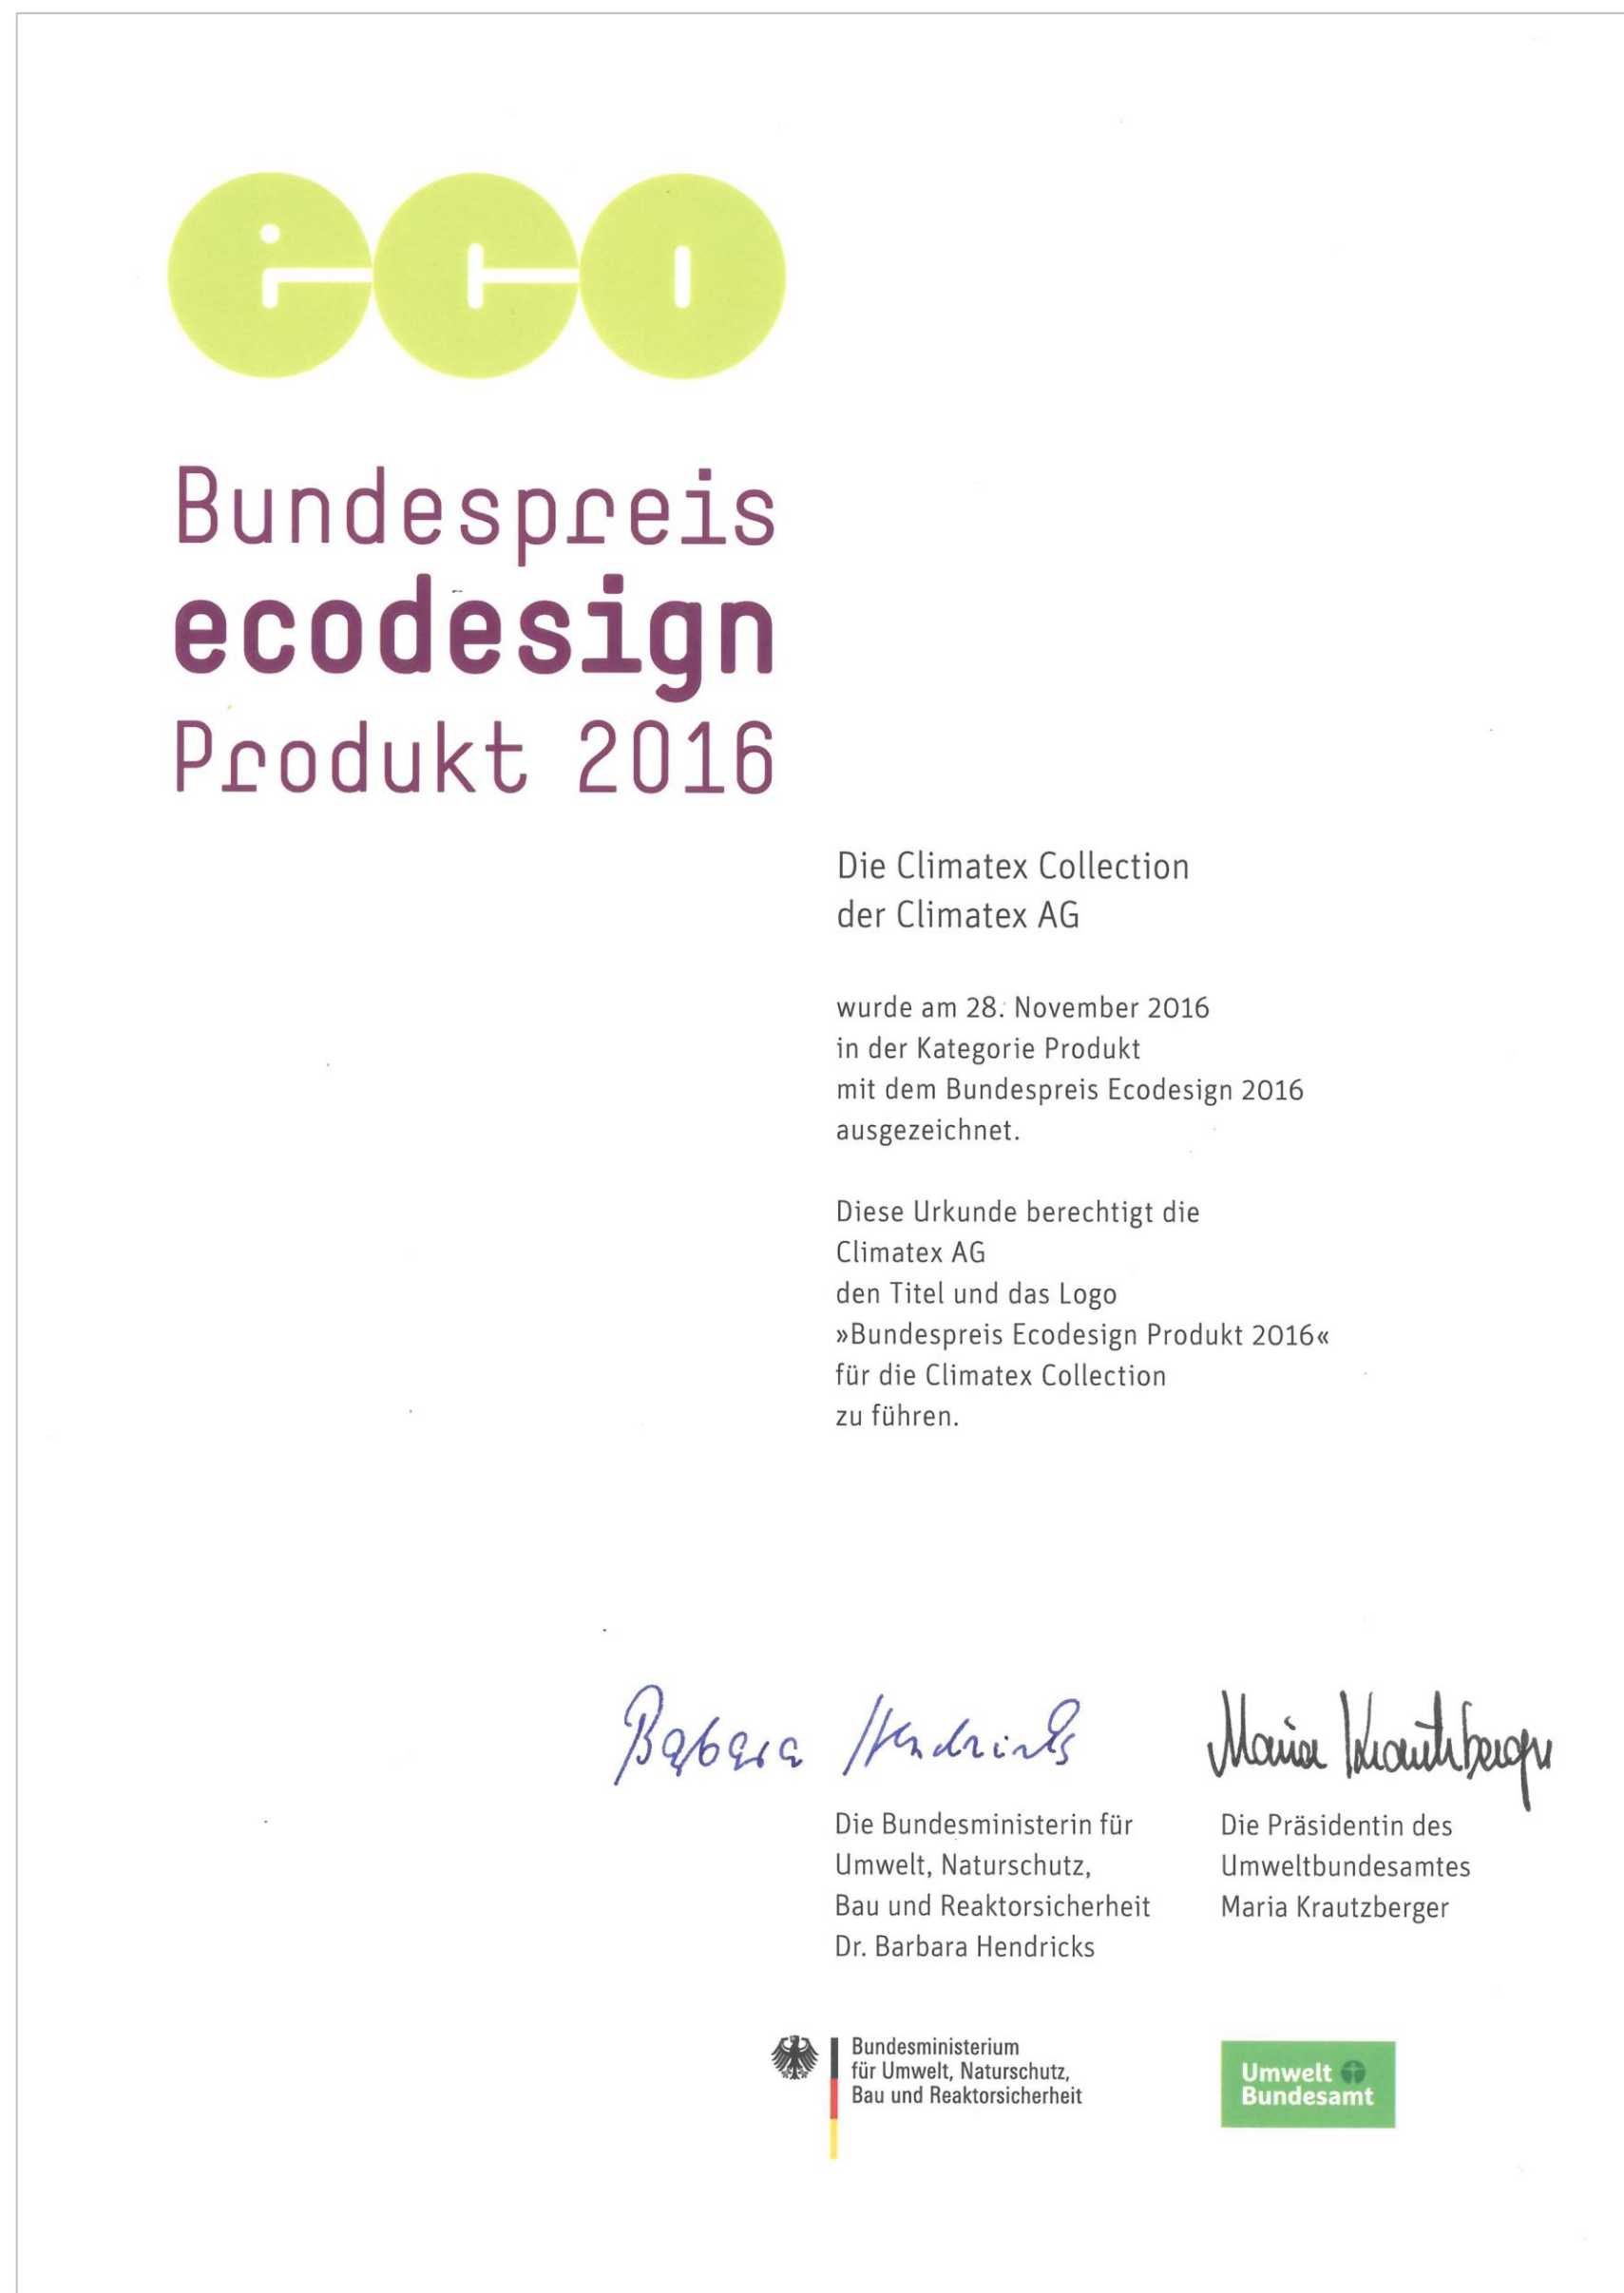 eco
Bundespreis
ecodesign
Produkt 2016
Die Climatex Collection
der Climatex AG
wurde am 28. November 2016
in der Kategorie Produkt
mit dem Bundespreis Ecodesign 2016
ausgezeichnet.
Diese Urkunde berechtigt die
Climatex AG
den Titel und das Logo
»Bundespreis Ecodesign Produkt 2016«
für die Climatex Collection
zu führen.
Barbara Hendricks
Maria Krautzberger
Die Bundesministerin für
Umwelt, Naturschutz,
Bau und Reaktorsicherheit
Dr. Barbara Hendricks
Die Präsidentin des
Umweltbundesamtes
Maria Krautzberger
Bundesministerium
für Umwelt, Naturschutz,
Bau und Reaktorsicherheit
Umwelt
Bundesamt